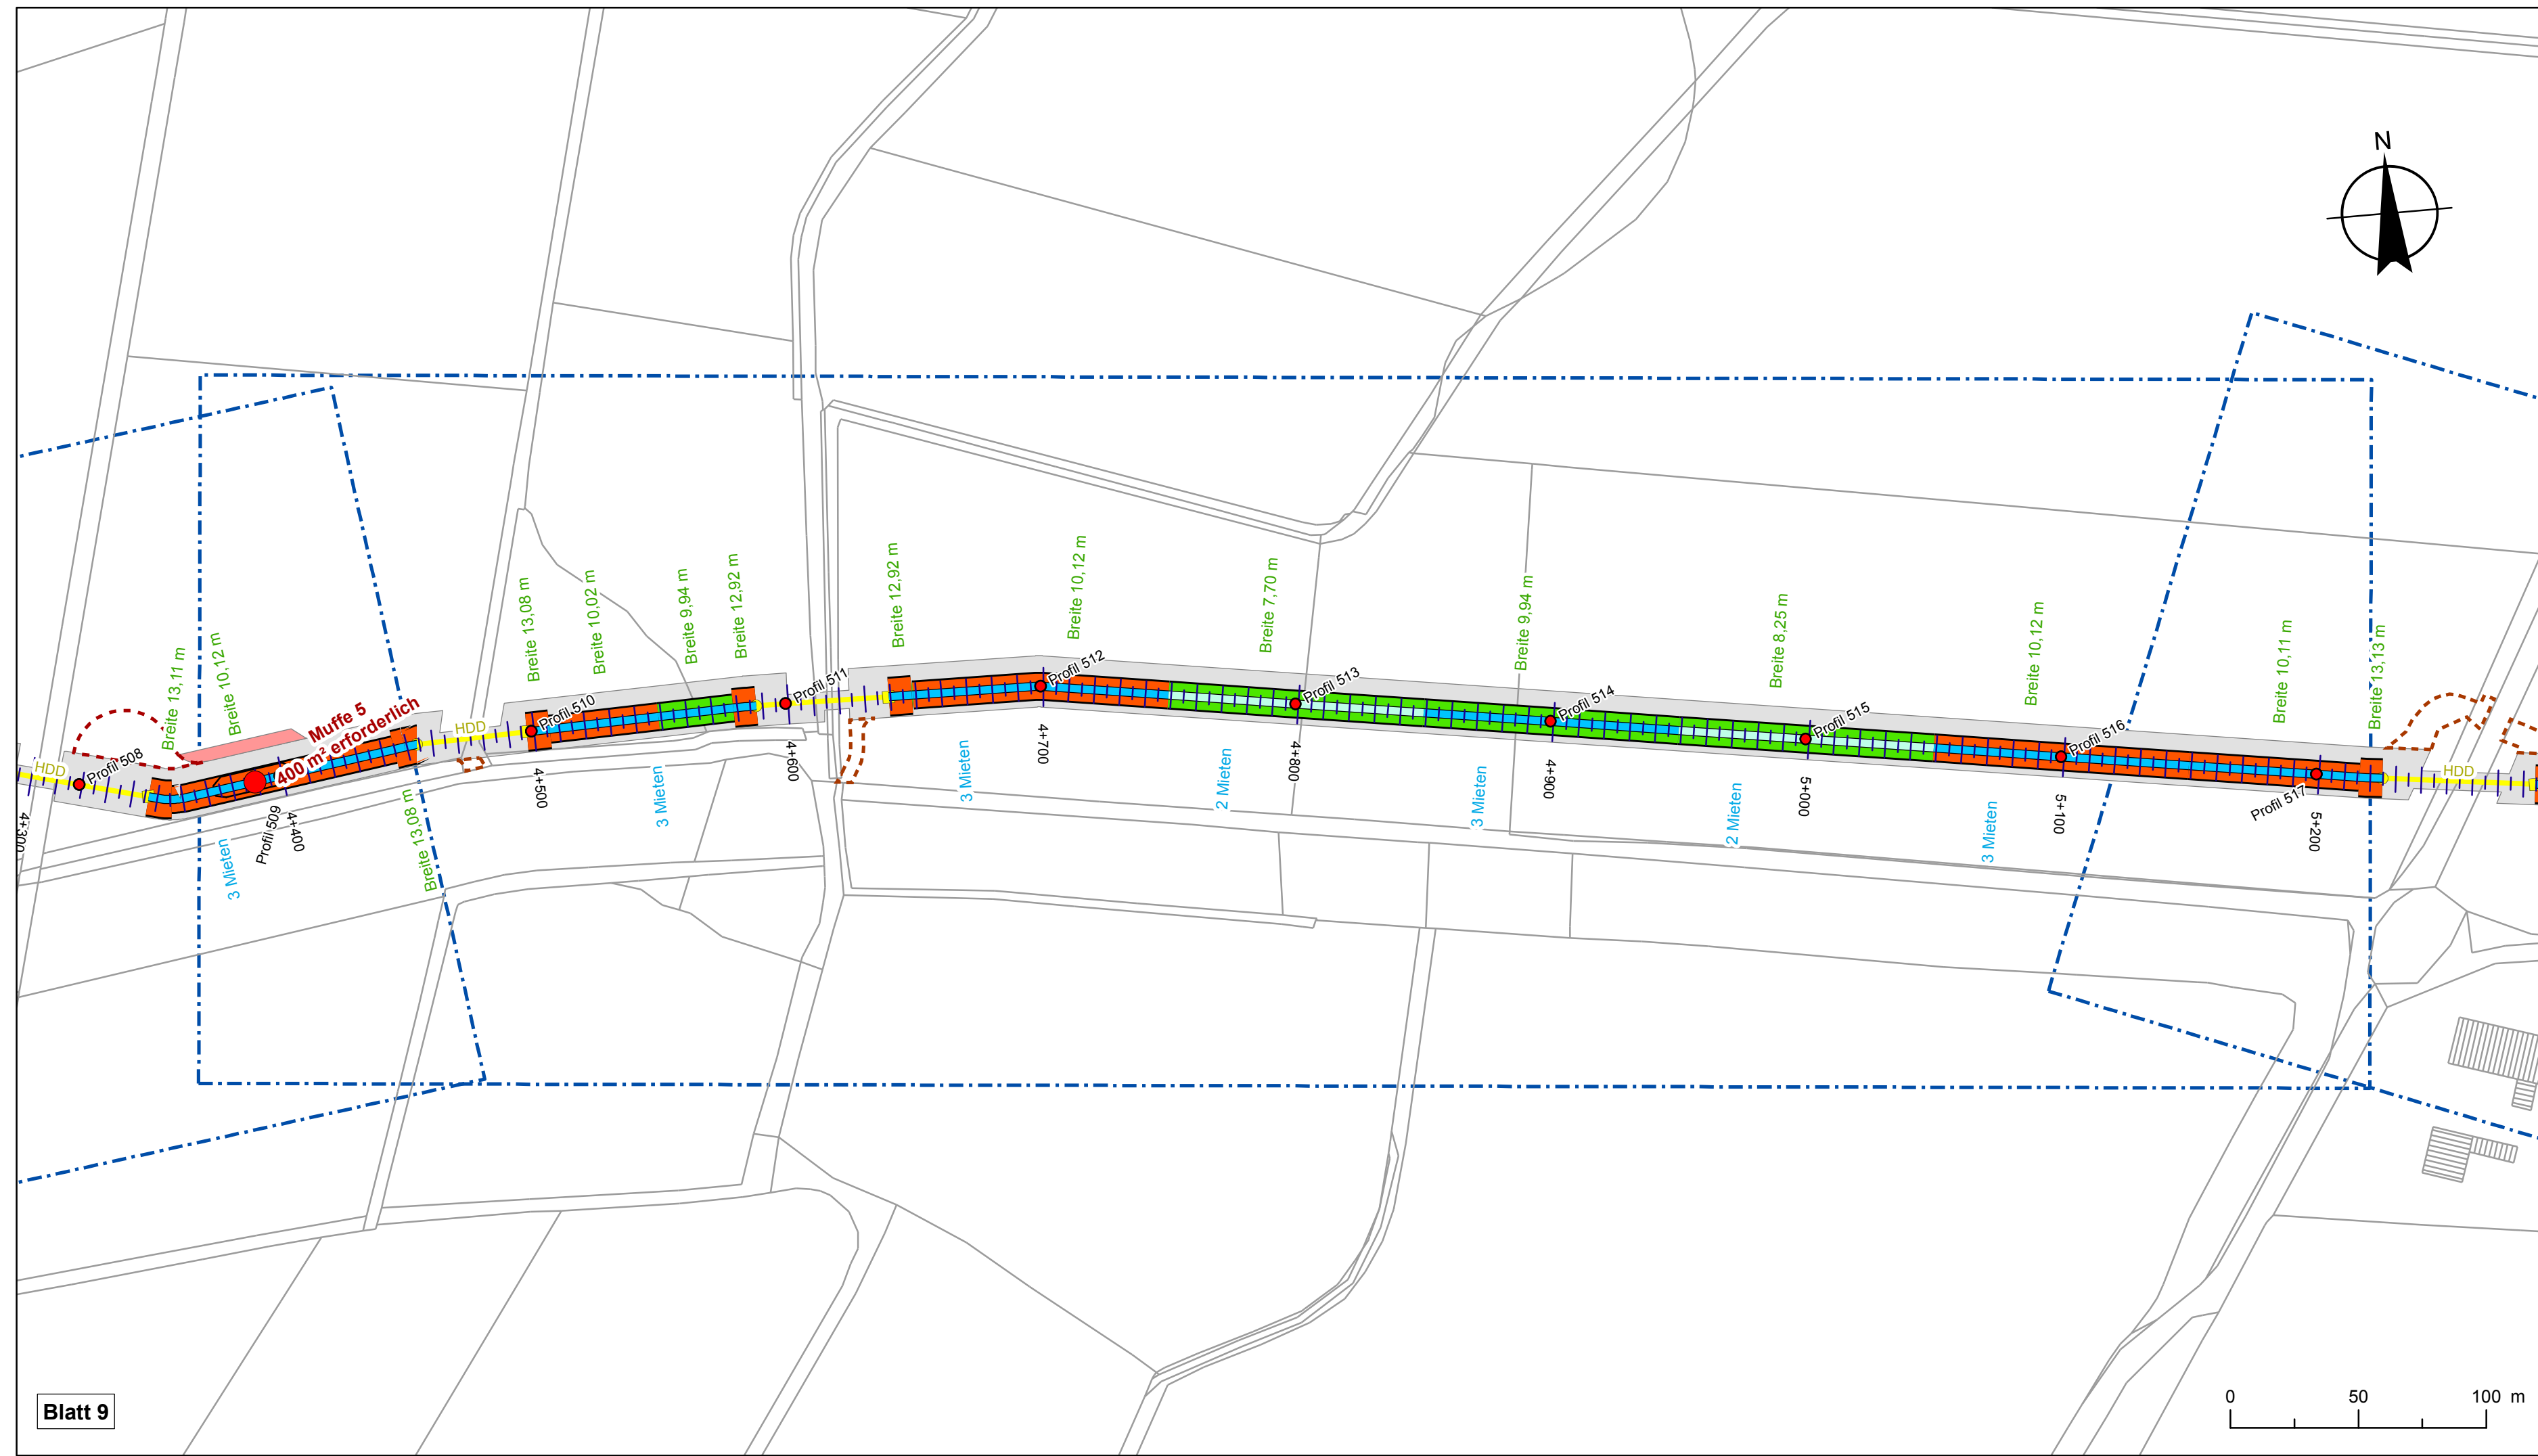 N
Breite 13,11 m
Breite 10,12 m
Muffe 5
400 m² erforderlich
Breite 13,08 m
Breite 10,02 m
Breite 9,94 m
Breite 12,92 m
Breite 12,92 m
Breite 10,12 m
Breite 7,70 m
Breite 9,94 m
Breite 8,25 m
Breite 10,12 m
Breite 10,11 m
Breite 13,13 m
HDD
Profil 508
HDD
Profil 510
Profil 511
Profil 512
Profil 513
Profil 514
Profil 515
Profil 516
Profil 517
HDD
4+300
3 Mieten
Profil 509
4+400
Breite 13,08 m
4+500
3 Mieten
4+600
3 Mieten
4+700
2 Mieten
4+800
3 Mieten
4+900
2 Mieten
5+000
3 Mieten
5+100
5+200
Blatt 9
0 50 100 m